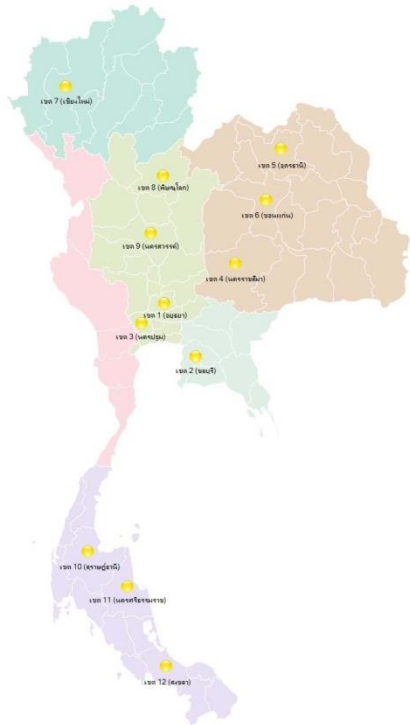 เขต 7 (เชียงใหม่)
เขต 5 (อุดรธานี)
เขต 8 (พิษณุโลก)
เขต 6 (ขอนแก่น)
เขต 9 (นครสวรรค์)
เขต 4 (นครราชสีมา)
เขต 1 (อยุธยา)
เขต 3 (นครปฐม)
เขต 2 (ชลบุรี)
เขต 10 (สุราษฎ์ธานี)
เขต 11 (นครศรีธรรมราช)
เขต 12 (สงขลา)